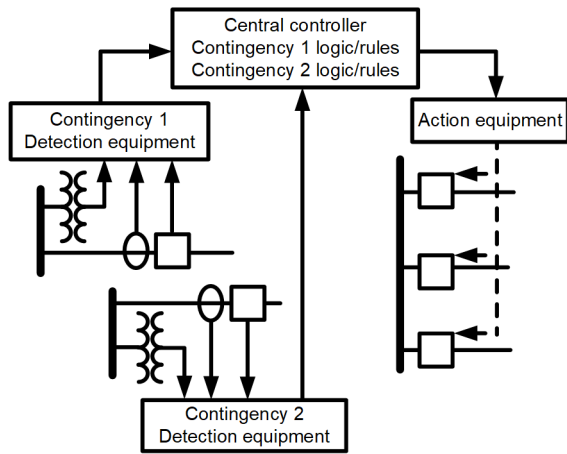 Central controller
Contingency 1 logic/rules
Contingency 2 logic/rules
Contingency 1
Detection equipment
Action equipment
Contingency 2
Detection equipment